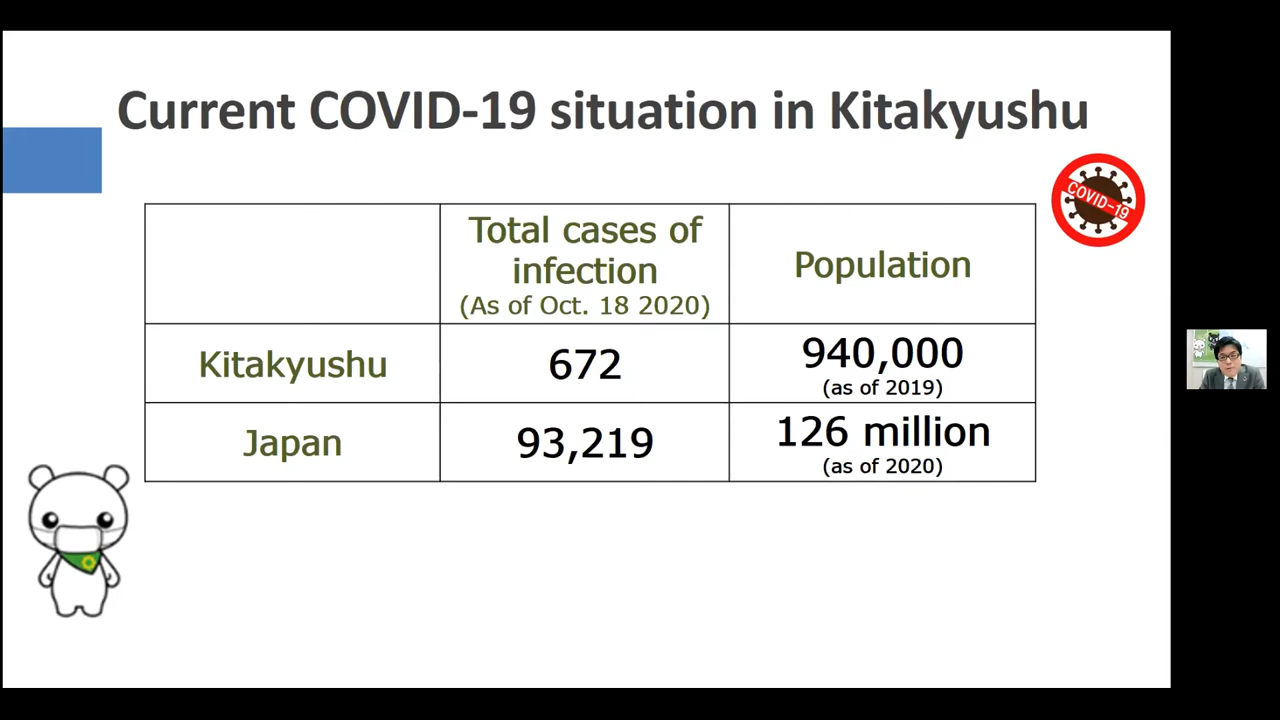 Current COVID-19 situation in Kitakyushu
COVID-19
Total cases of
infection
(As of Oct. 18 2020)
Population
Kitakyushu
672
940,000
(as of 2019)
Japan
93,219
126 million
(as of 2020)